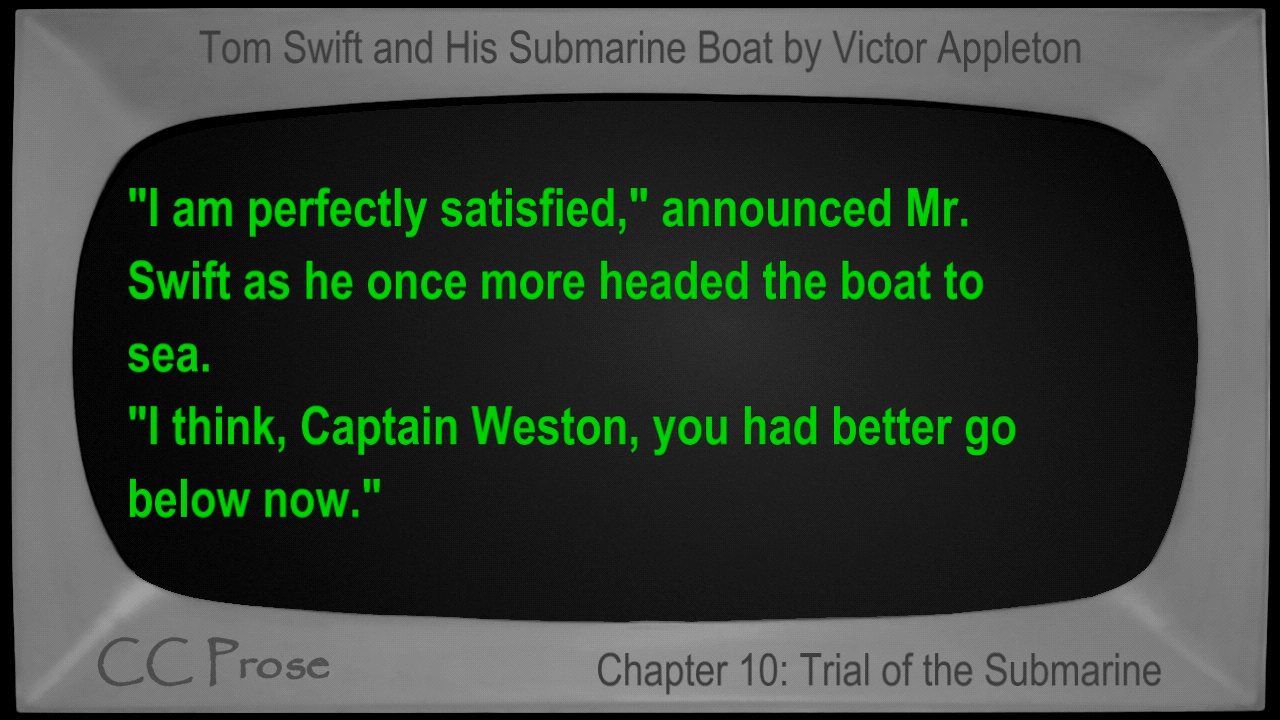 Tom Swift and His Submarine Boat by Victor Appleton
"I am perfectly satisfied," announced Mr.
Swift as he once more headed the boat to
sea.
"I think, Captain Weston, you had better go
below now."
CC Prose
Chapter 10: Trial of the Submarine